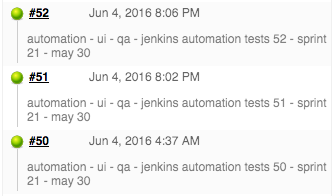 #52 Jun 4, 2016 8:06 PM
automation - ui - qa - jenkins automation tests 52 - sprint
21 - may 30
#51 Jun 4, 2016 8:02 PM
automation - ui - qa - jenkins automation tests 51 - sprint
21 - may 30
#50 Jun 4, 2016 4:37 AM
automation - ui - qa - jenkins automation tests 50 - sprint
21 - may 30